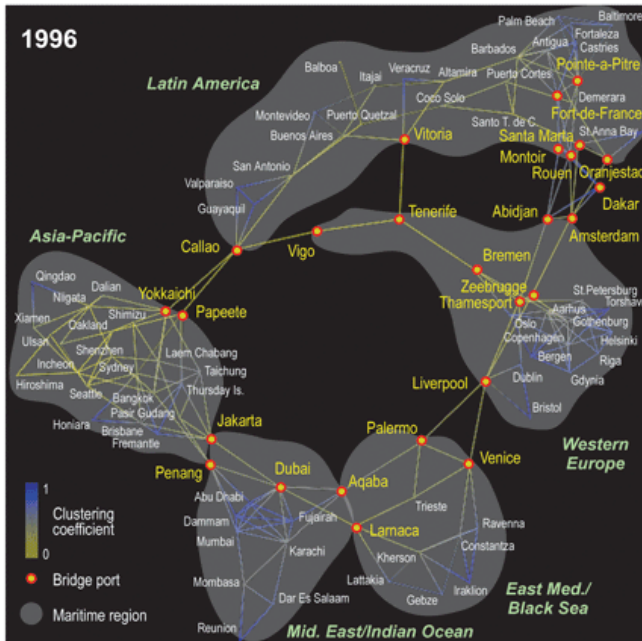 1996
Latin America
Palm Beach
Baltimore
Fortaleza
Barbados
Antigua
Castries
Pointe-a-Pitre
Balboa
Itajai
Veracruz
Altamira
Puerto Cortes
Demerara
Montevideo
Puerto Quetzal
Coco Solo
Fort-de-France
Buenos Aires
Santo T. de C.
St.Anna Bay
Vitoria
Santa Marta
San Antonio
Montoir
Oranjestad
Valparaiso
Rouen
Guayaquil
Dakar
Callao
Vigo
Tenerife
Abidjan
Amsterdam
Asia-Pacific
Bremen
Qingdao
Dalian
Yokkaichi
Zeebrugge
St.Petersburg
Niigata
Shimizu
Papeete
Thamesport
Torshavn
Xiamen
Oakland
Oslo
Aarhus
Gothenburg
Ulsan
Shenzhen
Laem Chabang
Copenhagen
Helsinki
Incheon
Sydney
Taichung
Bergen
Riga
Hiroshima
Seattle
Bangkok
Thursday Is.
Liverpool
Dublin
Gdynia
Pasir Gudang
Honiara
Brisbane
Bristol
Fremantle
Jakarta
Palermo
Western
Europe
Penang
Dubai
Aqaba
Venice
1
Clustering
coefficient
0
Abu Dhabi
Trieste
Dammam
Fujairah
Larnaca
Ravenna
Mumbai
Karachi
Kherson
Constantza
Bridge port
Mombasa
Lattakia
Iraklion
East Med./
Black Sea
Maritime region
Dar Es Salaam
Gebze
Reunion
Mid. East/Indian Ocean